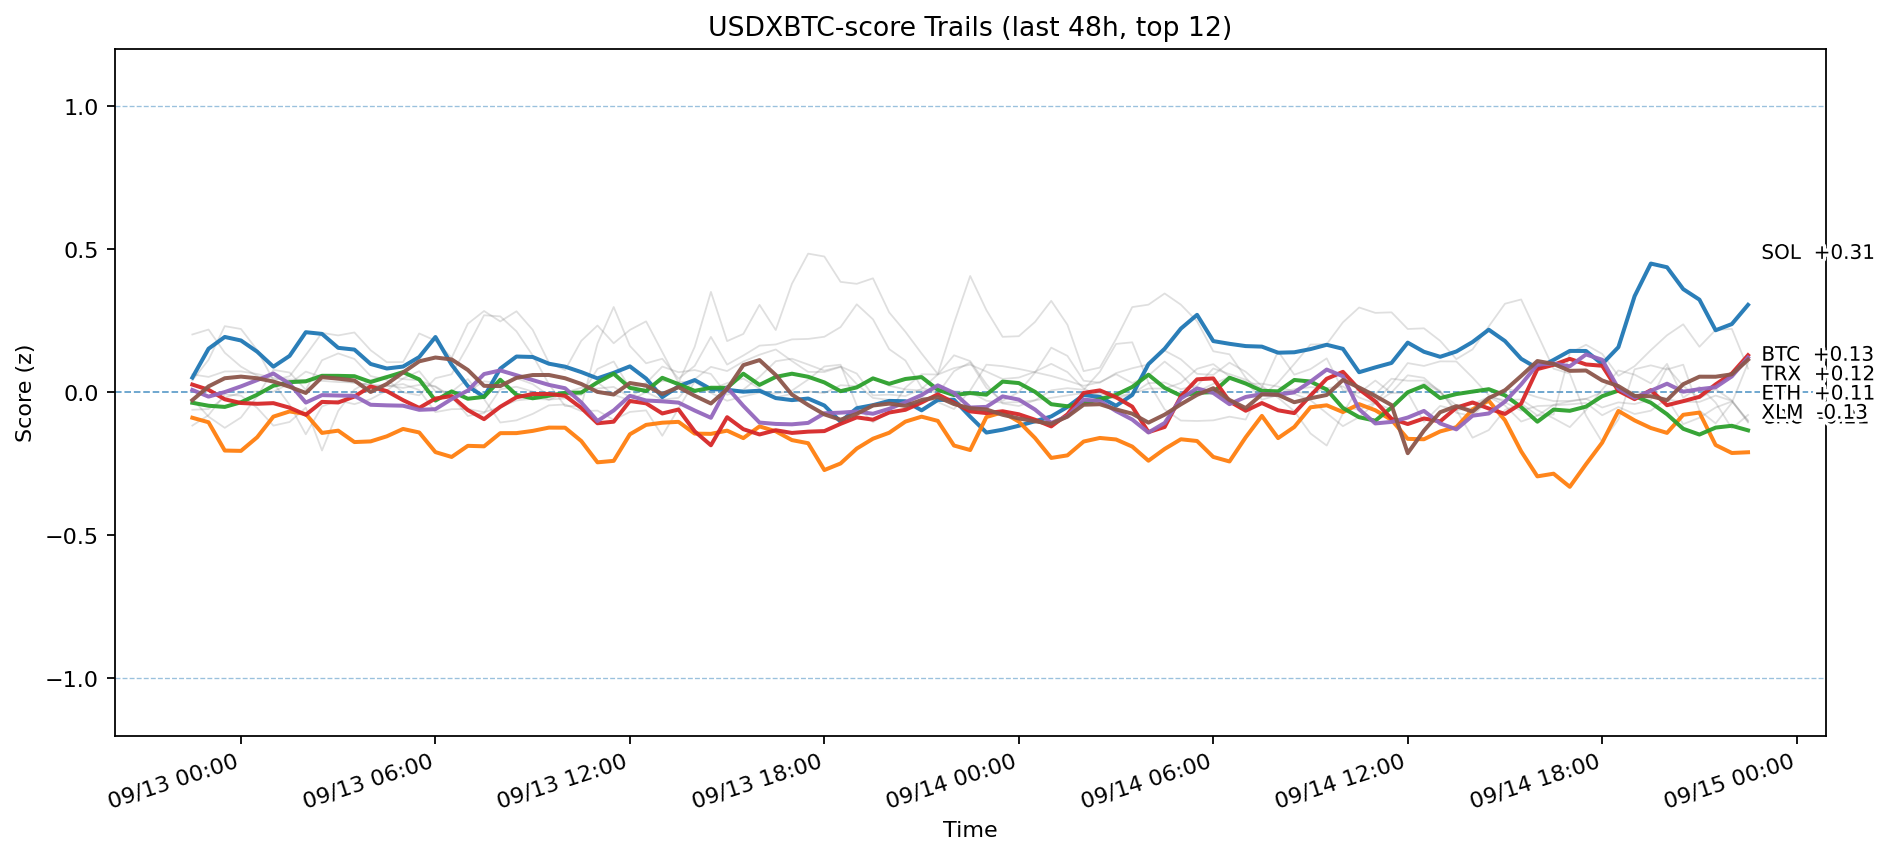 USDXBTC-score Trails (last 48h, top 12)
Score (z)
1.0
0.5
0.0
−0.5
−1.0
SOL +0.31
BTC +0.13
TRX +0.12
ETH +0.11
XLM -0.13
09/13 00:00
09/13 06:00
09/13 12:00
09/13 18:00
09/14 00:00
09/14 06:00
09/14 12:00
09/14 18:00
09/15 00:00
Time